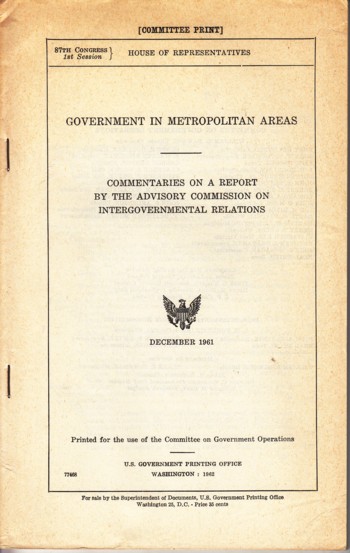 [COMMITTEE PRINT]
87TH CONGRESS } HOUSE OF REPRESENTATIVES
1st Session
GOVERNMENT IN METROPOLITAN AREAS
COMMENTARIES ON A REPORT
BY THE ADVISORY COMMISSION ON
INTERGOVERNMENTAL RELATIONS
DECEMBER 1961
Printed for the use of the Committee on Government Operations
U.S. GOVERNMENT PRINTING OFFICE
77468 WASHINGTON : 1962
For sale by the Superintendent of Documents, U.S. Government Printing Office
Washington 25, D.C. - Price 35 cents